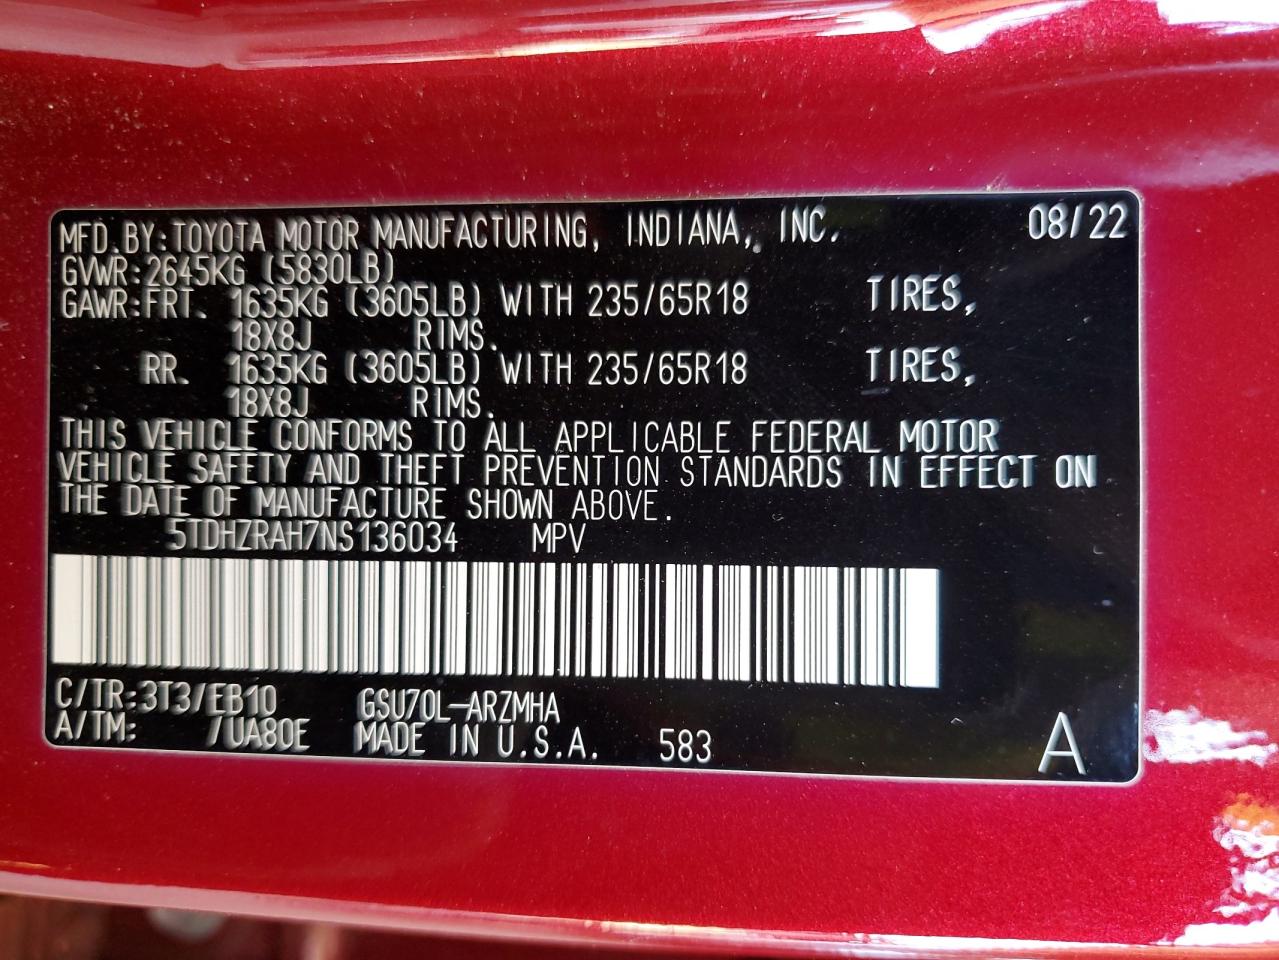 MFD.BY:TOYOTA MOTOR MANUFACTURING, INDIANA, INC. 08/22
GVWR:2645KG (5830LB)
GAWR:FRT. 1635KG (3605LB) WITH 235/65R18 TIRES,
18X8J RIMS.
RR. 1635KG (3605LB) WITH 235/65R18 TIRES,
18X8J RIMS.
THIS VEHICLE CONFORMS TO ALL APPLICABLE FEDERAL MOTOR
VEHICLE SAFETY AND THEFT PREVENTION STANDARDS IN EFFECT ON
THE DATE OF MANUFACTURE SHOWN ABOVE.
5TDHZRAH7NS136034 MPV
C/TR:3T3/EB10 GSU70L-ARZMHA
A/TM: /UA80E MADE IN U.S.A. 583 A